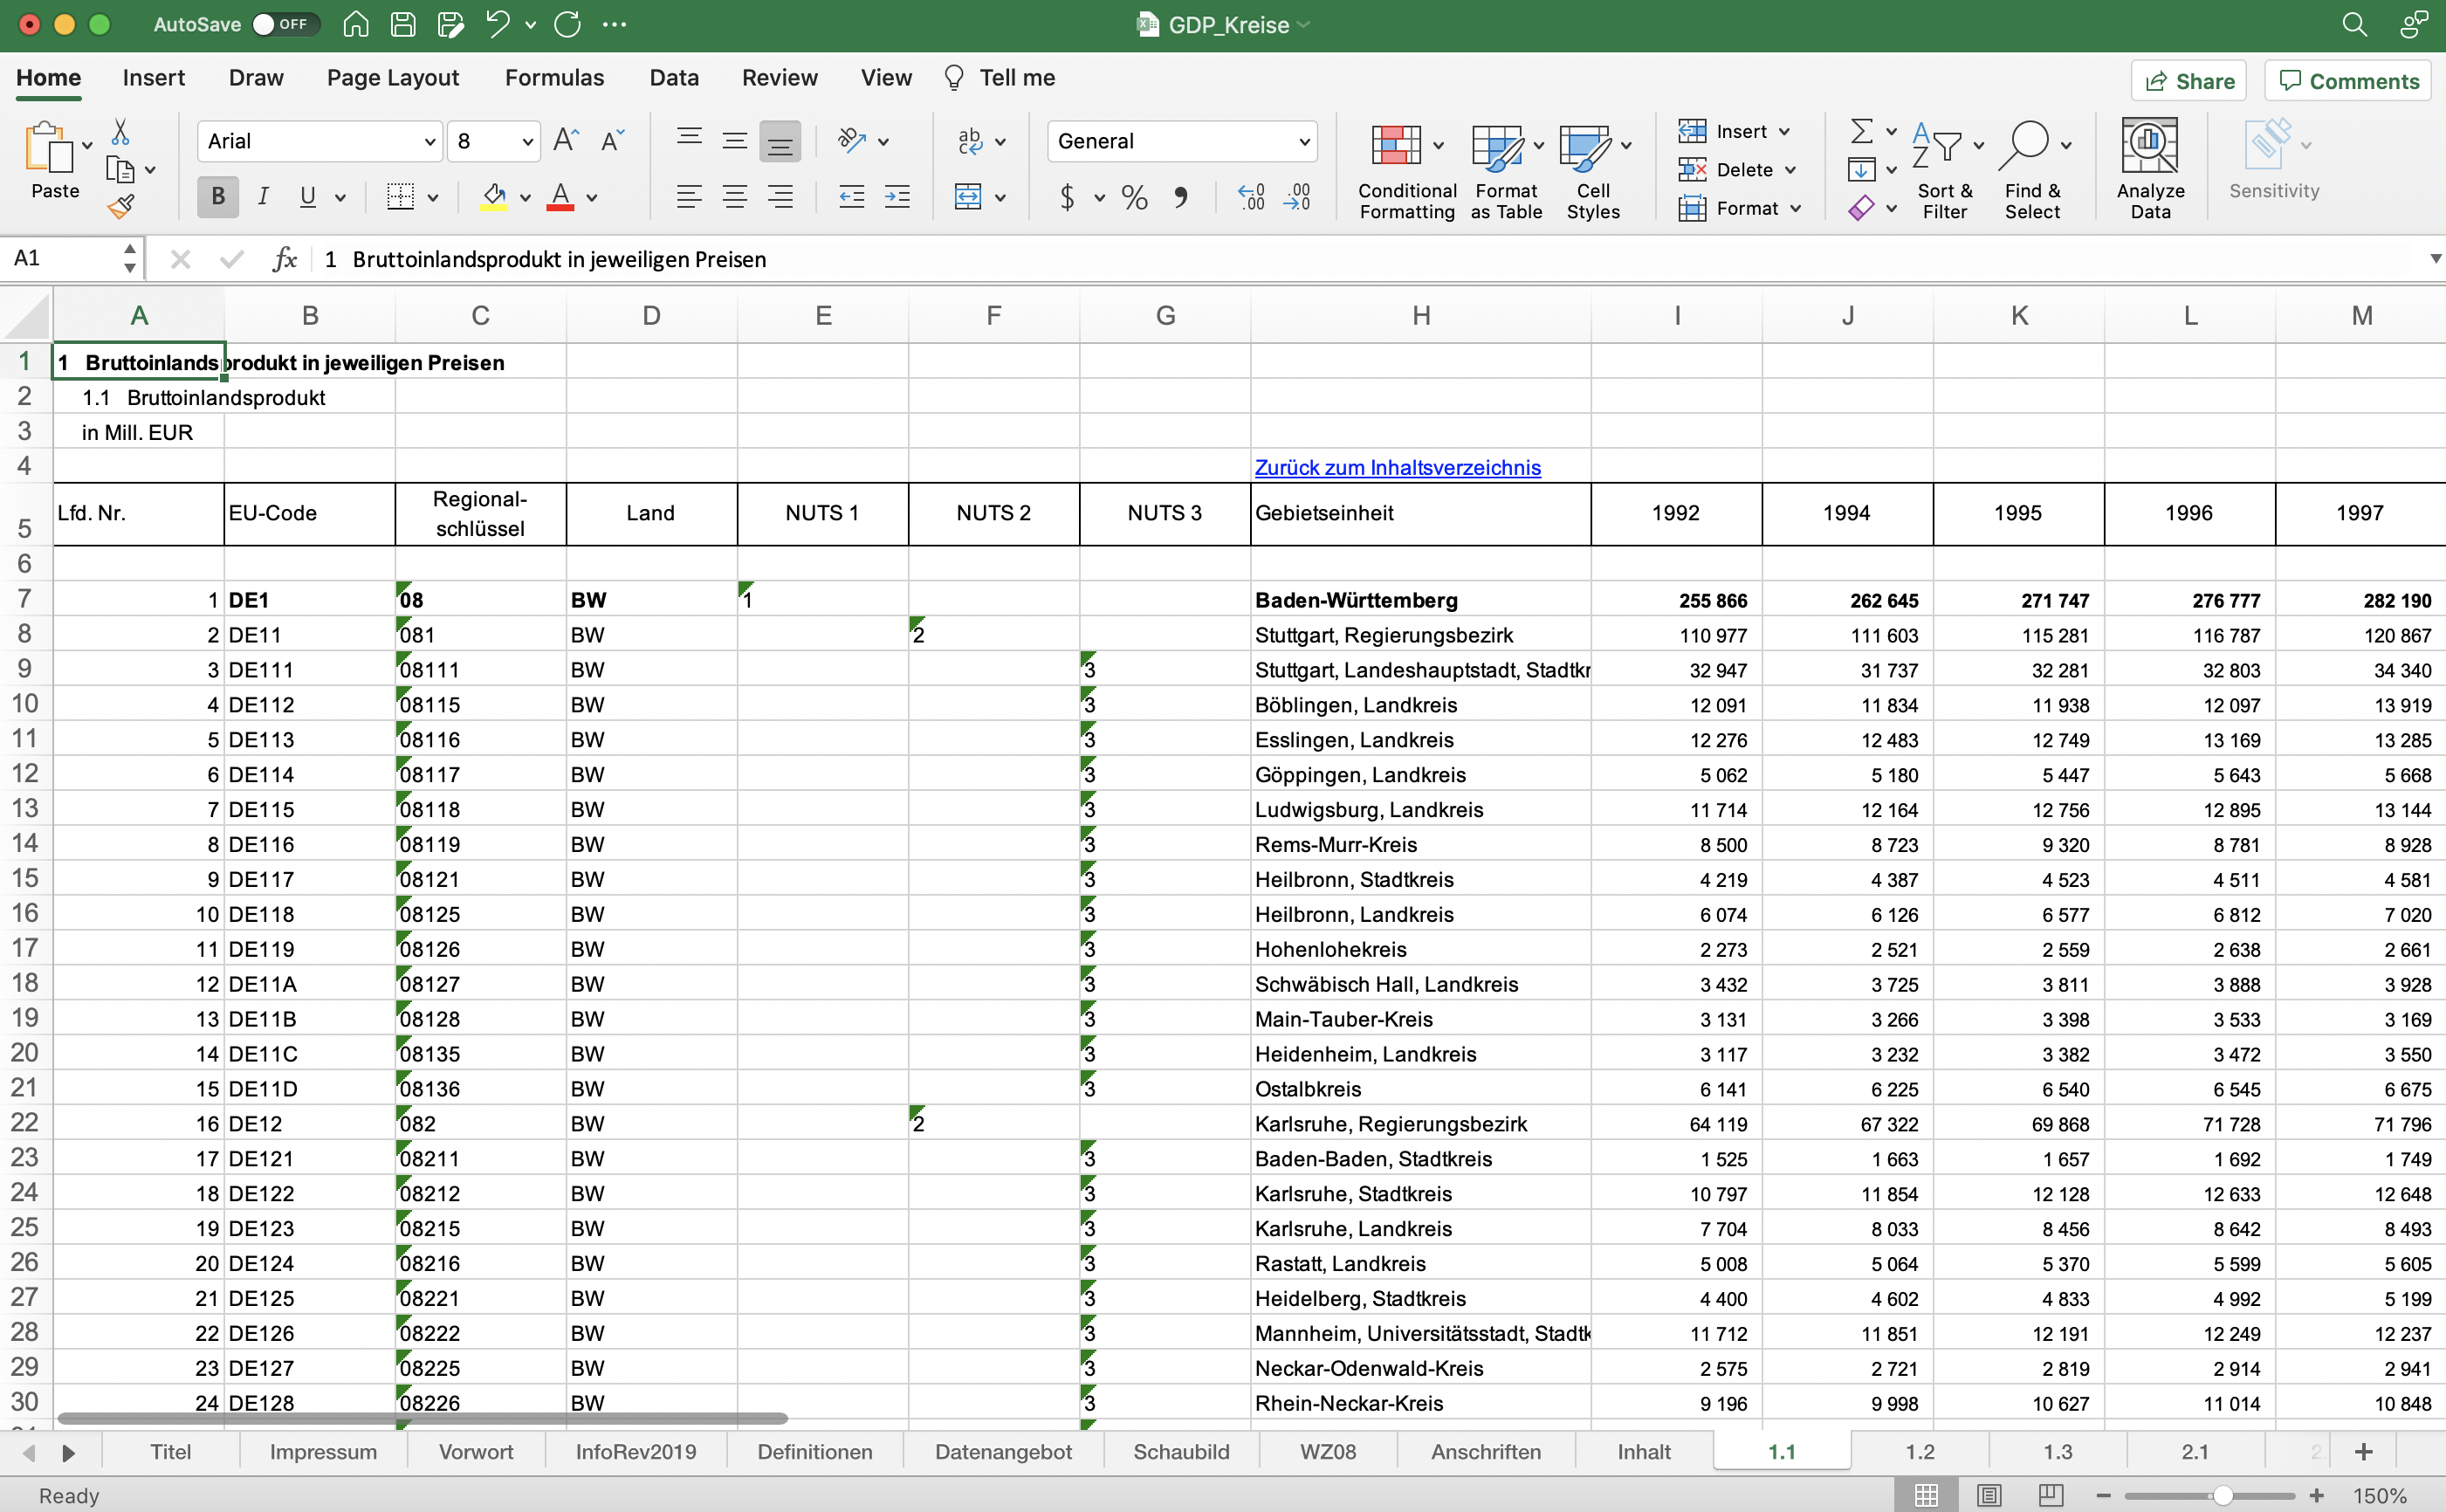 AutoSave OFF GDP_Kreise
Home Insert Draw Page Layout Formulas Data Review View Tell me Share Comments
Paste Arial 8 General Conditional Formatting Format as Table Cell Styles Insert Delete Format Sort & Filter Find & Select Analyze Data Sensitivity
A1 fx 1 Bruttoinlandsprodukt in jeweiligen Preisen
A B C D E F G H I J K L M
1 1 Bruttoinlandsprodukt in jeweiligen Preisen
2 1.1 Bruttoinlandsprodukt
3 in Mill. EUR
4 Zurück zum Inhaltsverzeichnis
5 Lfd. Nr. EU-Code Regional-schlüssel Land NUTS 1 NUTS 2 NUTS 3 Gebietseinheit 1992 1994 1995 1996 1997
6
7 1 DE1 08 BW 1 Baden-Württemberg 255 866 262 645 271 747 276 777 282 190
8 2 DE11 081 BW 2 Stuttgart, Regierungsbezirk 110 977 111 603 115 281 116 787 120 867
9 3 DE111 08111 BW 3 Stuttgart, Landeshauptstadt, Stadtkr 32 947 31 737 32 281 32 803 34 340
10 4 DE112 08115 BW 3 Böblingen, Landkreis 12 091 11 834 11 938 12 097 13 919
11 5 DE113 08116 BW 3 Esslingen, Landkreis 12 276 12 483 12 749 13 169 13 285
12 6 DE114 08117 BW 3 Göppingen, Landkreis 5 062 5 180 5 447 5 643 5 668
13 7 DE115 08118 BW 3 Ludwigsburg, Landkreis 11 714 12 164 12 756 12 895 13 144
14 8 DE116 08119 BW 3 Rems-Murr-Kreis 8 500 8 723 9 320 8 781 8 928
15 9 DE117 08121 BW 3 Heilbronn, Stadtkreis 4 219 4 387 4 523 4 511 4 581
16 10 DE118 08125 BW 3 Heilbronn, Landkreis 6 074 6 126 6 577 6 812 7 020
17 11 DE119 08126 BW 3 Hohenlohekreis 2 273 2 521 2 559 2 638 2 661
18 12 DE11A 08127 BW 3 Schwäbisch Hall, Landkreis 3 432 3 725 3 811 3 888 3 928
19 13 DE11B 08128 BW 3 Main-Tauber-Kreis 3 131 3 266 3 398 3 533 3 169
20 14 DE11C 08135 BW 3 Heidenheim, Landkreis 3 117 3 232 3 382 3 472 3 550
21 15 DE11D 08136 BW 3 Ostalbkreis 6 141 6 225 6 540 6 545 6 675
22 16 DE12 082 BW 2 Karlsruhe, Regierungsbezirk 64 119 67 322 69 868 71 728 71 796
23 17 DE121 08211 BW 3 Baden-Baden, Stadtkreis 1 525 1 663 1 657 1 692 1 749
24 18 DE122 08212 BW 3 Karlsruhe, Stadtkreis 10 797 11 854 12 128 12 633 12 648
25 19 DE123 08215 BW 3 Karlsruhe, Landkreis 7 704 8 033 8 456 8 642 8 493
26 20 DE124 08216 BW 3 Rastatt, Landkreis 5 008 5 064 5 370 5 599 5 605
27 21 DE125 08221 BW 3 Heidelberg, Stadtkreis 4 400 4 602 4 833 4 992 5 199
28 22 DE126 08222 BW 3 Mannheim, Universitätsstadt, Stadtk 11 712 11 851 12 191 12 249 12 237
29 23 DE127 08225 BW 3 Neckar-Odenwald-Kreis 2 575 2 721 2 819 2 914 2 941
30 24 DE128 08226 BW 3 Rhein-Neckar-Kreis 9 196 9 998 10 627 11 014 10 848
Titel Impressum Vorwort InfoRev2019 Definitionen Datenangebot Schaubild WZ08 Anschriften Inhalt 1.1 1.2 1.3 2.1
Ready 150%